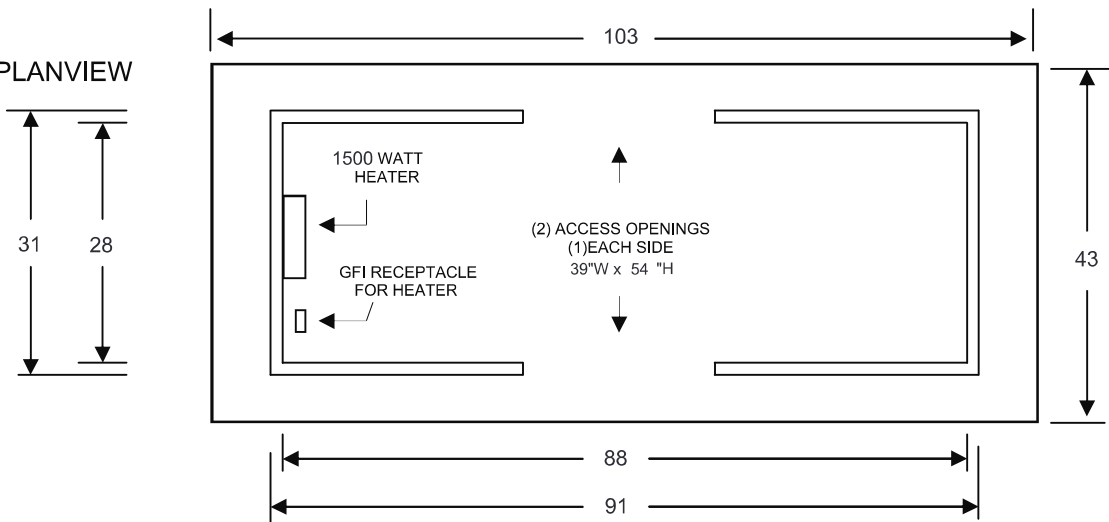 103
PLANVIEW
1500 WATT
HEATER
31
28
(2) ACCESS OPENINGS
(1)EACH SIDE
39"W x 54 "H
43
GFI RECEPTACLE
FOR HEATER
88
91